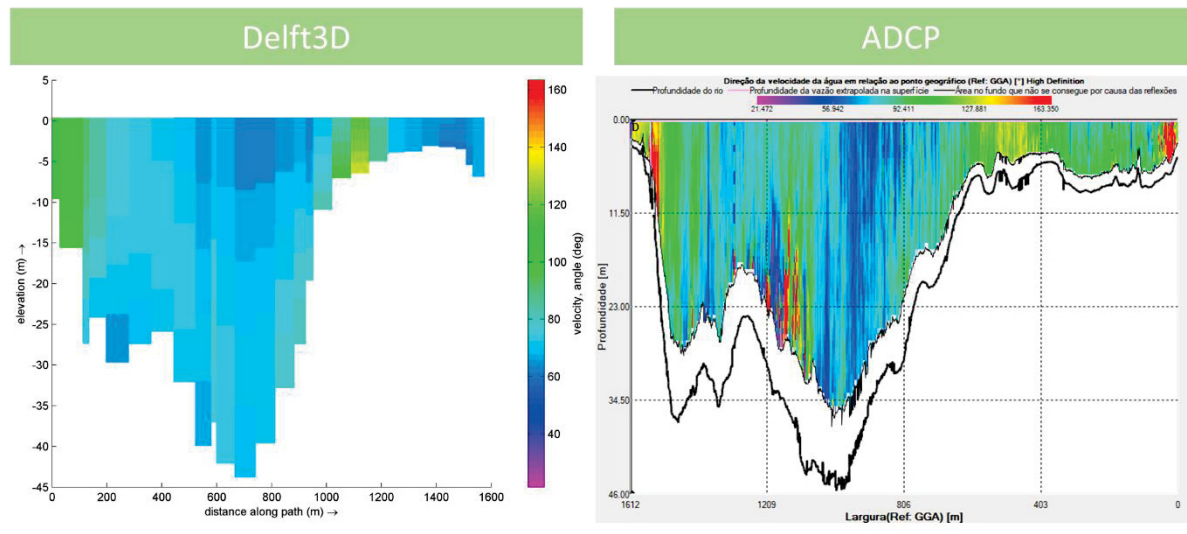 Delft3D
ADCP
5
0
-5
-10
-15
-20
-25
-30
-35
-40
-45
elevation (m) →
0 200 400 600 800 1000 1200 1400 1600
distance along path (m) →
160
140
120
100
80
60
40
velocity, angle (deg)
Direção da velocidade da água em relação ao ponto geográfico (Ref: GGA) [°] High Definition
Profundidade do rio Profundidade da vazão extrapolada na superfície Área no fundo que não se consegue por causa das reflexões
21.472 56.942 92.411 127.881 163.350
D
0.00
11.50
23.00
34.50
46.00
Profundidade [m]
1612 1209 806 403 0
Largura(Ref: GGA) [m]